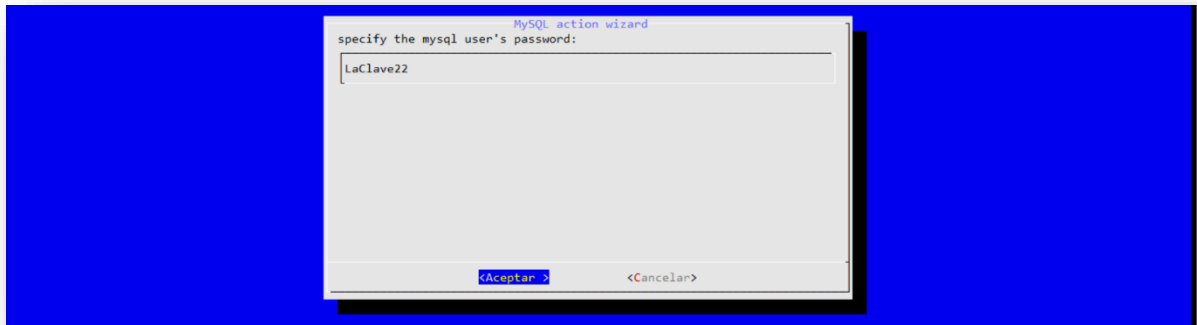 MySQL action wizard
specify the mysql user's password:
LaClave22
<Aceptar > <Cancelar>